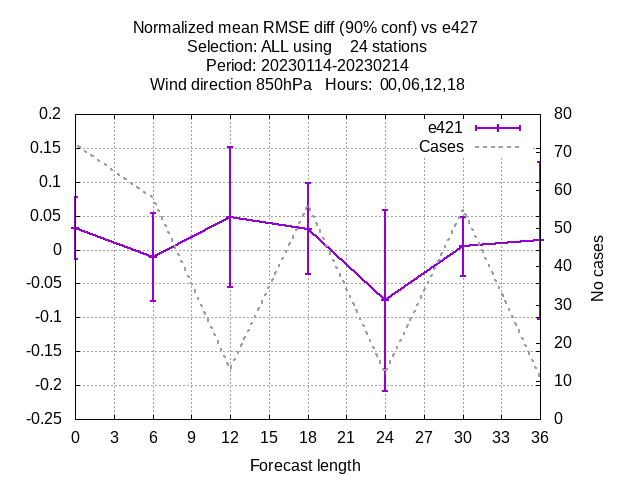 Normalized mean RMSE diff (90% conf) vs e427
Selection: ALL using    24 stations
Period: 20230114-20230214
Wind direction 850hPa   Hours:  00,06,12,18
e421
Cases
0.2
0.15
0.1
0.05
0
-0.05
-0.1
-0.15
-0.2
-0.25
80
70
60
50
40
30
20
10
0
No cases
0 3 6 9 12 15 18 21 24 27 30 33 36
Forecast length